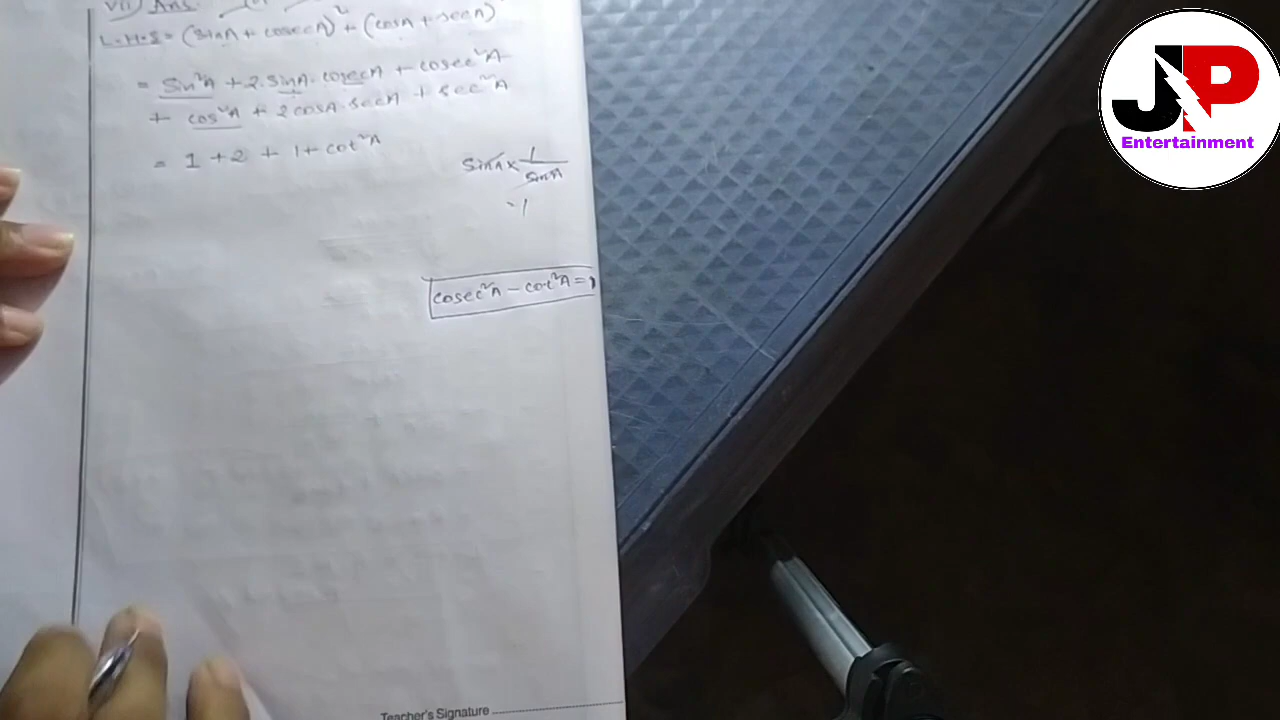 VII) Ans.
L.H.S = (sinA + cosecA)² + (cosA + secA)²
= sin²A + 2.sinA.cosecA + cosec²A
+ cos²A + 2cosA.secA + sec²A
= 1 + 2 + 1 + cot²A
sinA × 1/sinA
= 1
cosec²A – cot²A = 1
Teacher's Signature
JP
Entertainment